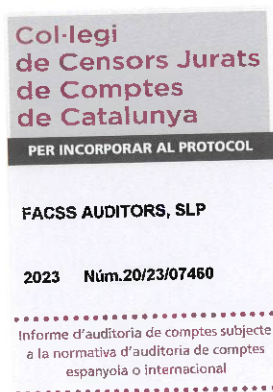 Col·legi
de Censors Jurats
de Comptes
de Catalunya
PER INCORPORAR AL PROTOCOL
FACSS AUDITORS, SLP
2023 Núm.20/23/07460
Informe d'auditoria de comptes subjecte
a la normativa d'auditoria de comptes
espanyola o internacional